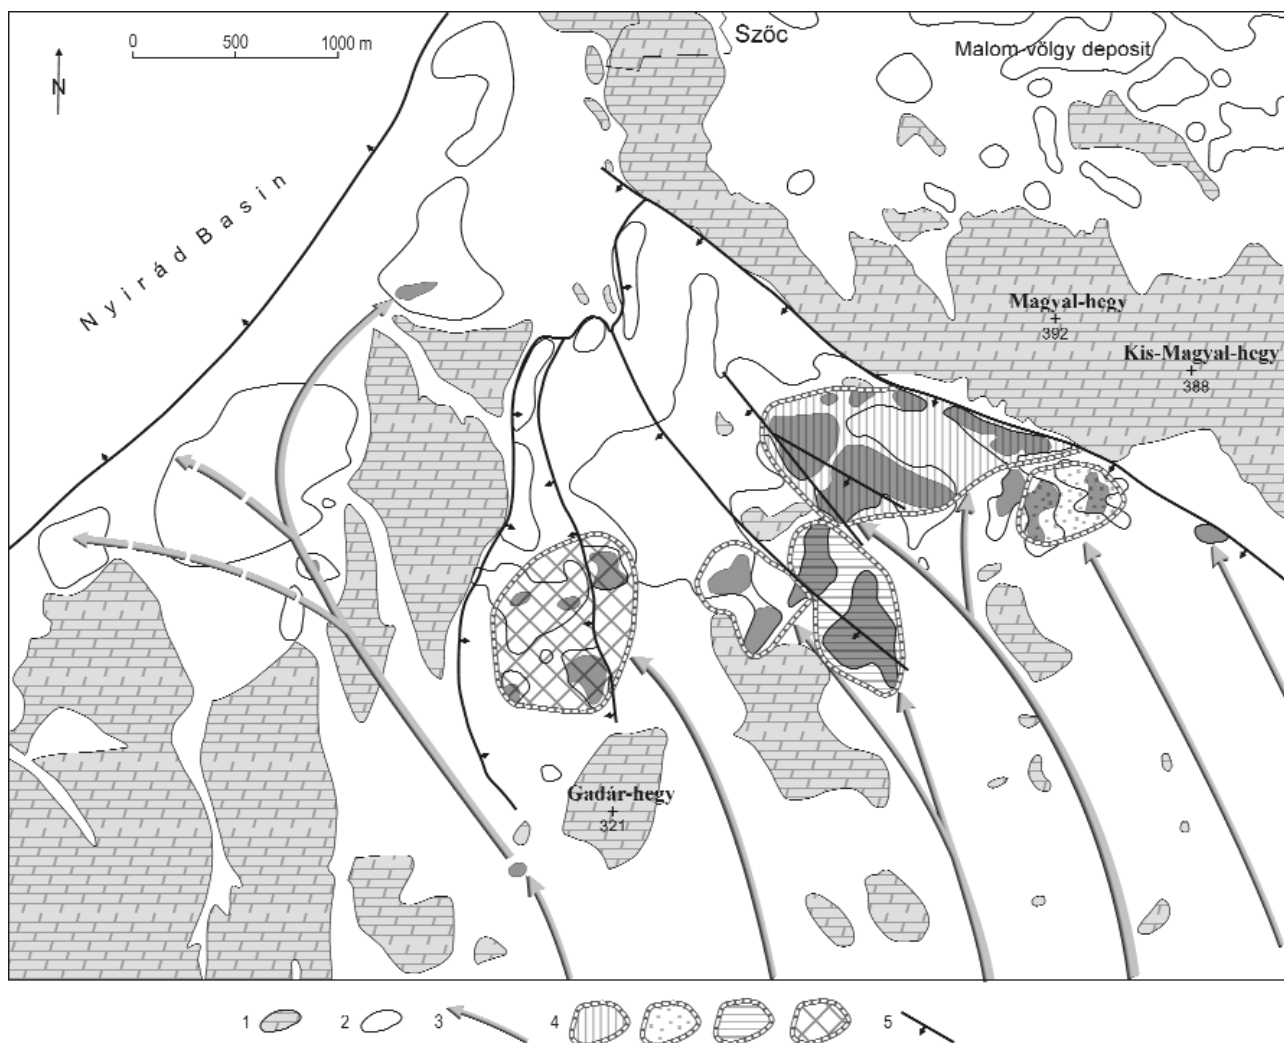 Szőc
Malom-völgy deposit
0 500 1000 m
N
Nyirád Basin
Magyal-hegy
+
392
Kis-Magyal-hegy
+
388
Gadár-hegy
+
321
1 2 3 4 5